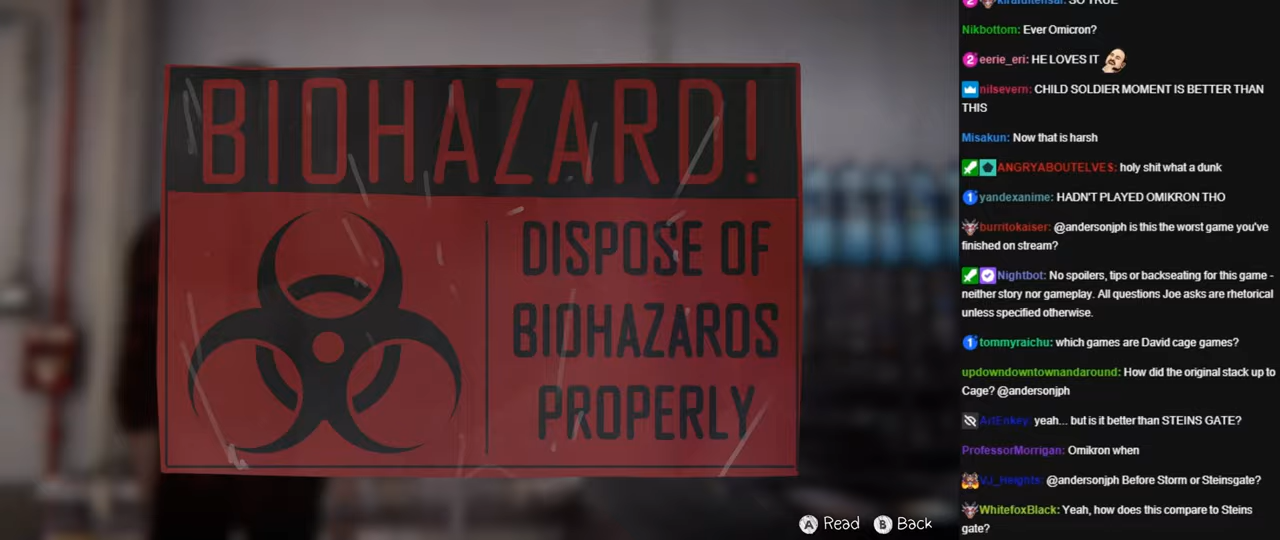 BIOHAZARD!
DISPOSE OF
BIOHAZARDS
PROPERLY
A Read B Back
SO TRUE
Nikbottom: Ever Omicron?
2 eerie_eri: HE LOVES IT
nilsevern: CHILD SOLDIER MOMENT IS BETTER THAN
THIS
Misakun: Now that is harsh
ANGRYABOUTELVES: holy shit what a dunk
1 yandexanime: HADN'T PLAYED OMIKRON THO
burritokaiser: @andersonjph is this the worst game you've
finished on stream?
Nightbot: No spoilers, tips or backseating for this game -
neither story nor gameplay. All questions Joe asks are rhetorical
unless specified otherwise.
1 tommyraichu: which games are David cage games?
updowndowntownandaround: How did the original stack up to
Cage? @andersonjph
ArtEnkey: yeah... but is it better than STEINS GATE?
ProfessorMorrigan: Omikron when
VJ_Heights: @andersonjph Before Storm or Steinsgate?
WhitefoxBlack: Yeah, how does this compare to Steins
gate?